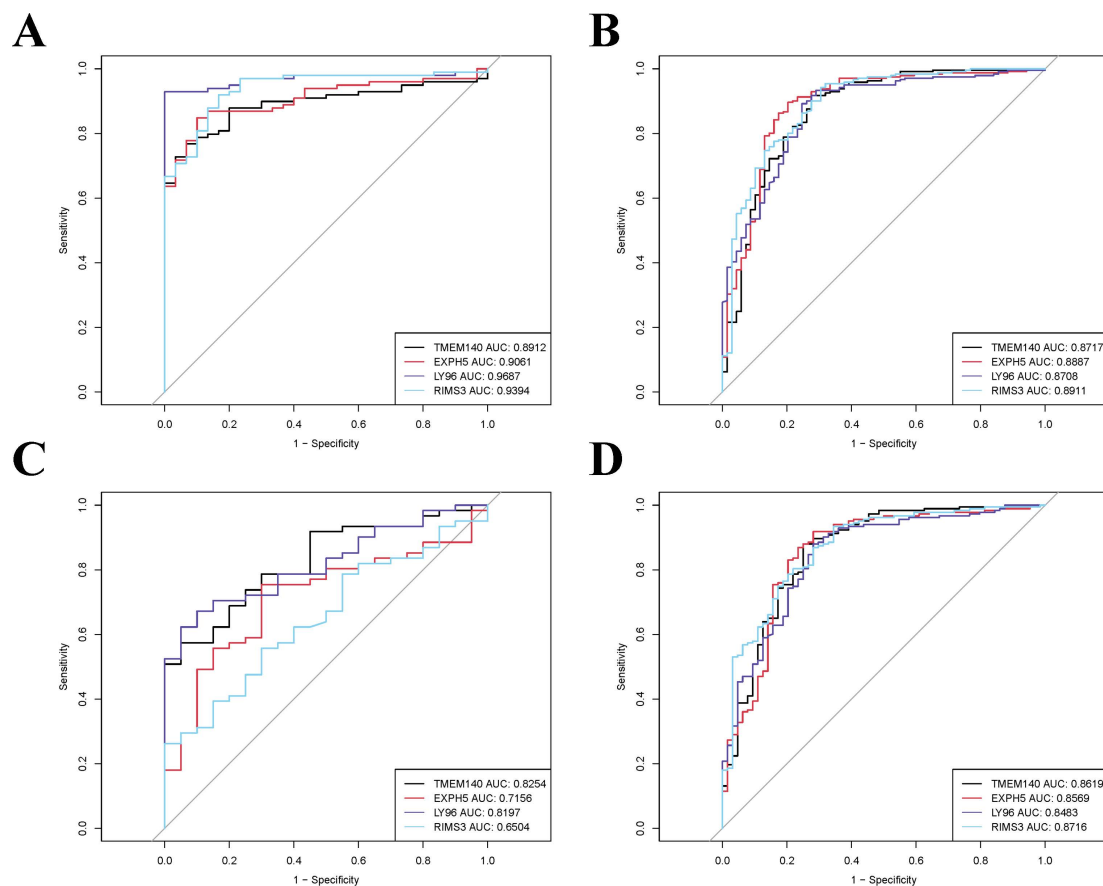 A
1.0
0.8
0.6
0.4
0.2
0.0
Sensitivity
0.0 0.2 0.4 0.6 0.8 1.0
1 − Specificity
TMEM140 AUC: 0.8912
EXPH5 AUC: 0.9061
LY96 AUC: 0.9687
RIMS3 AUC: 0.9394
B
1.0
0.8
0.6
0.4
0.2
0.0
Sensitivity
0.0 0.2 0.4 0.6 0.8 1.0
1 − Specificity
TMEM140 AUC: 0.8717
EXPH5 AUC: 0.8887
LY96 AUC: 0.8708
RIMS3 AUC: 0.8911
C
1.0
0.8
0.6
0.4
0.2
0.0
Sensitivity
0.0 0.2 0.4 0.6 0.8 1.0
1 − Specificity
TMEM140 AUC: 0.8254
EXPH5 AUC: 0.7156
LY96 AUC: 0.8197
RIMS3 AUC: 0.6504
D
1.0
0.8
0.6
0.4
0.2
0.0
Sensitivity
0.0 0.2 0.4 0.6 0.8 1.0
1 − Specificity
TMEM140 AUC: 0.8619
EXPH5 AUC: 0.8569
LY96 AUC: 0.8483
RIMS3 AUC: 0.8716